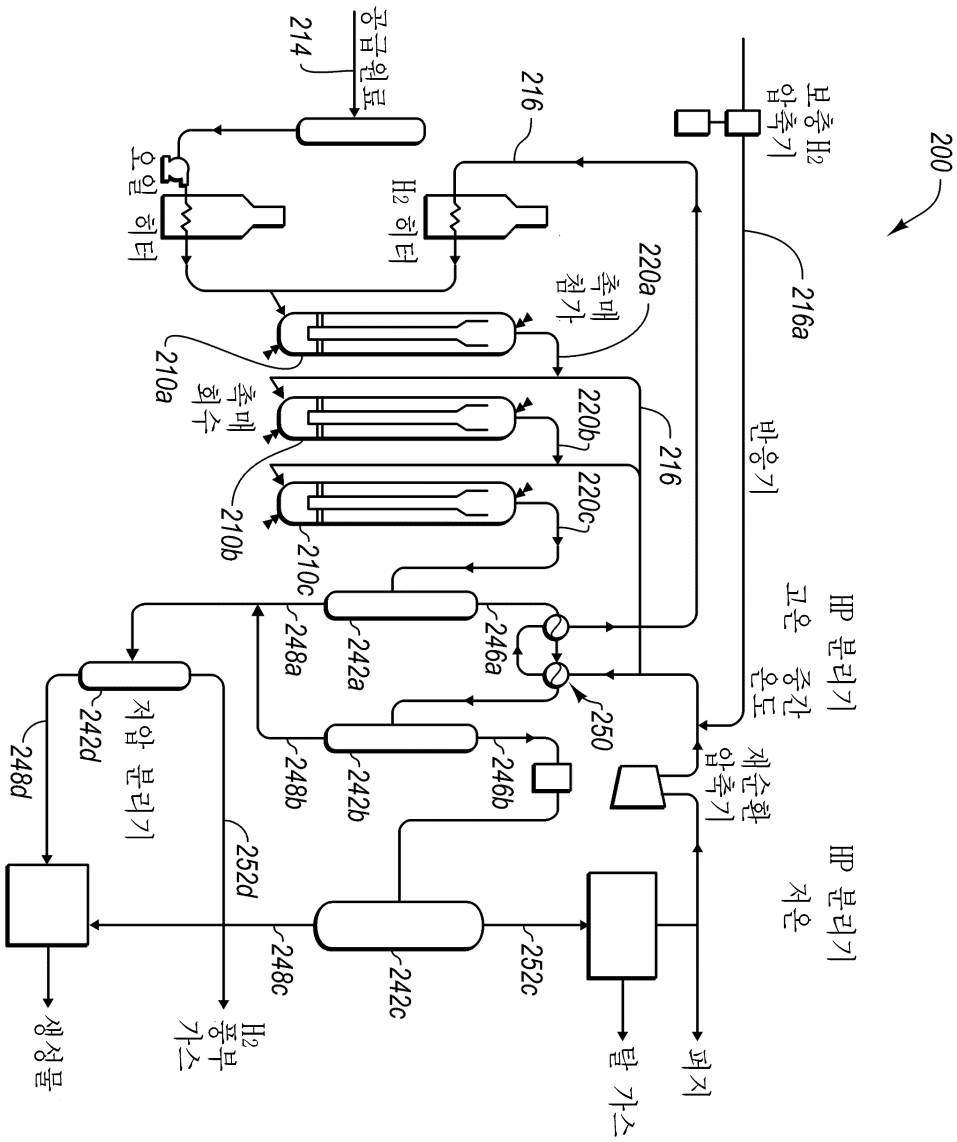 200
HP 분리기
HP 분리기
고온
중간
온도
저온
보충 H2
압축기
216a
반응기
재순환
압축기
퍼지
탈 가스
216
220a
216
250
촉매
첨가
220b
220c
246a
246b
252c
H2 히터
공급원료
214
242a
242b
242c
210c
248a
248b
248c
촉매
회수
210a
210b
H2
풍부
가스
252d
오일
히터
저압 분리기
242d
248d
생성물